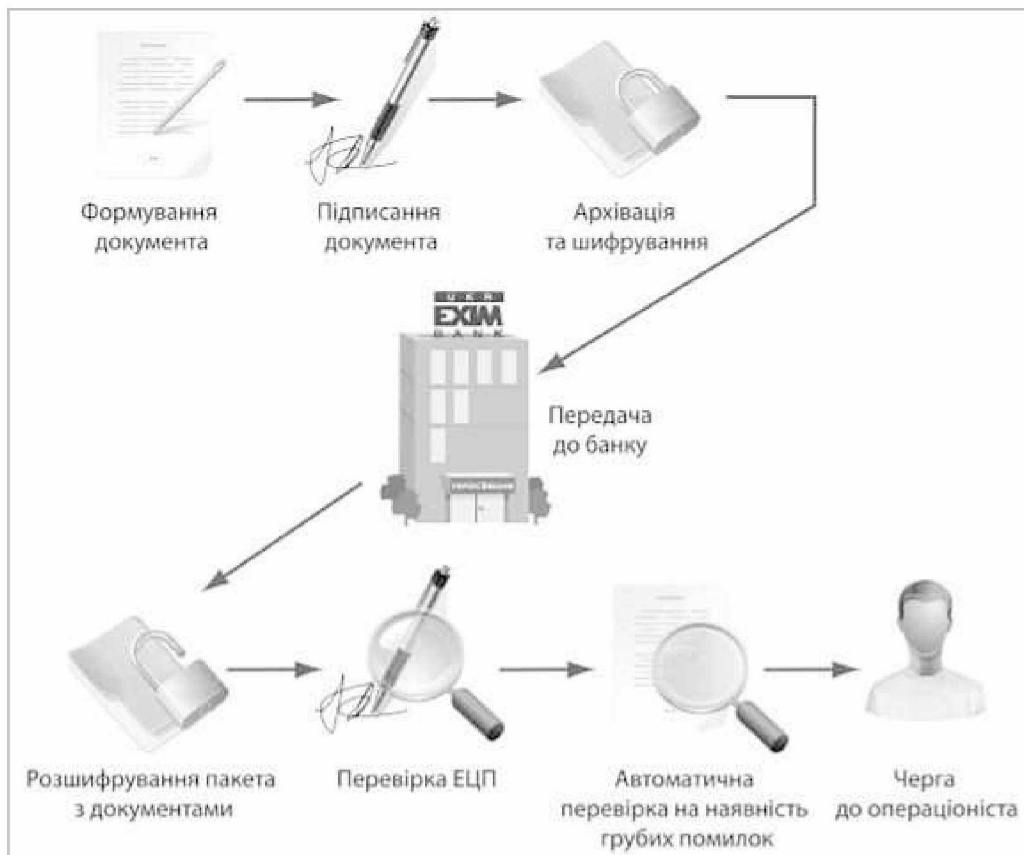 Формування
документа
Підписання
документа
Архівація
та шифрування
UKR
EXIM
BANK
Передача
до банку
Розшифрування пакета
з документами
Перевірка ЕЦП
Автоматична
перевірка на наявність
грубих помилок
Черга
до операціоніста